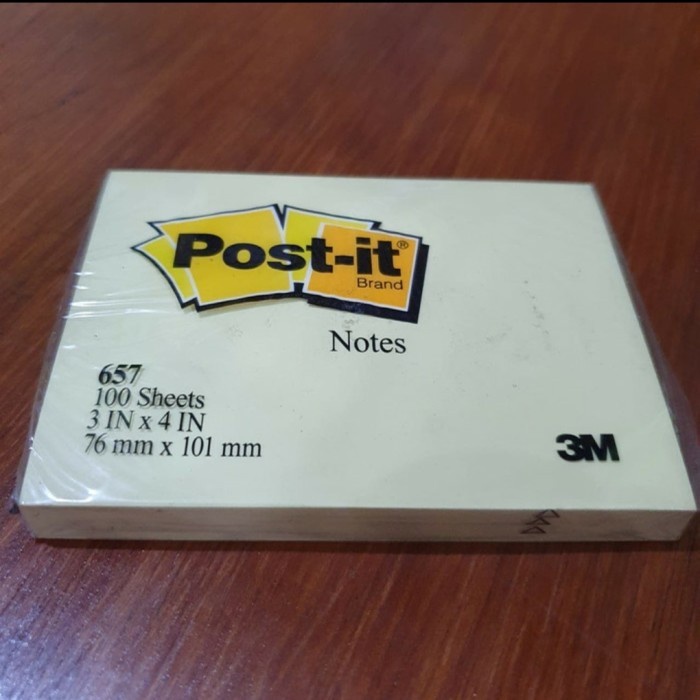 Post-it®
Brand
Notes
657
100 Sheets
3 IN x 4 IN
76 mm x 101 mm
3M